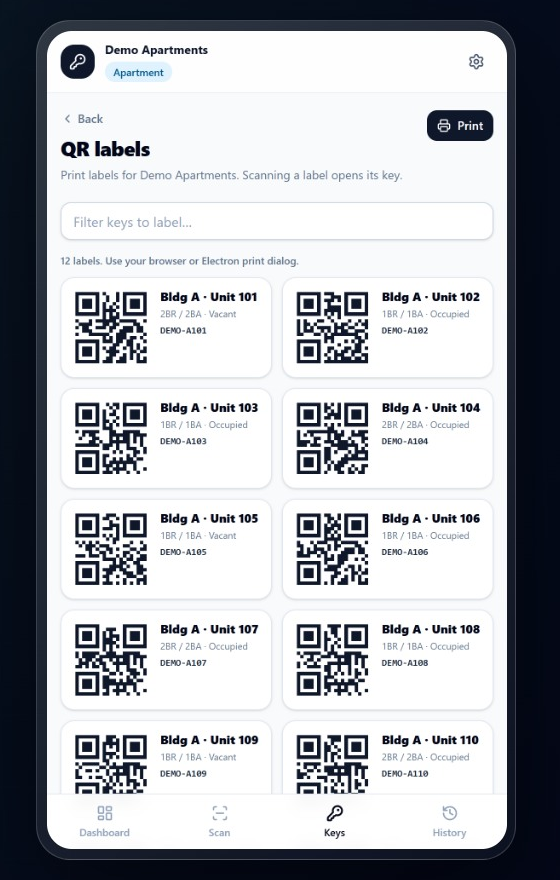 Demo Apartments
Apartment
Back
Print
QR labels
Print labels for Demo Apartments. Scanning a label opens its key.
Filter keys to label...
12 labels. Use your browser or Electron print dialog.
Bldg A · Unit 101
2BR / 2BA · Vacant
DEMO-A101
Bldg A · Unit 102
1BR / 1BA · Occupied
DEMO-A102
Bldg A · Unit 103
1BR / 1BA · Occupied
DEMO-A103
Bldg A · Unit 104
2BR / 2BA · Occupied
DEMO-A104
Bldg A · Unit 105
1BR / 1BA · Vacant
DEMO-A105
Bldg A · Unit 106
1BR / 1BA · Occupied
DEMO-A106
Bldg A · Unit 107
2BR / 2BA · Occupied
DEMO-A107
Bldg A · Unit 108
1BR / 1BA · Occupied
DEMO-A108
Bldg A · Unit 109
1BR / 1BA · Vacant
DEMO-A109
Bldg A · Unit 110
2BR / 2BA · Occupied
DEMO-A110
Dashboard
Scan
Keys
History